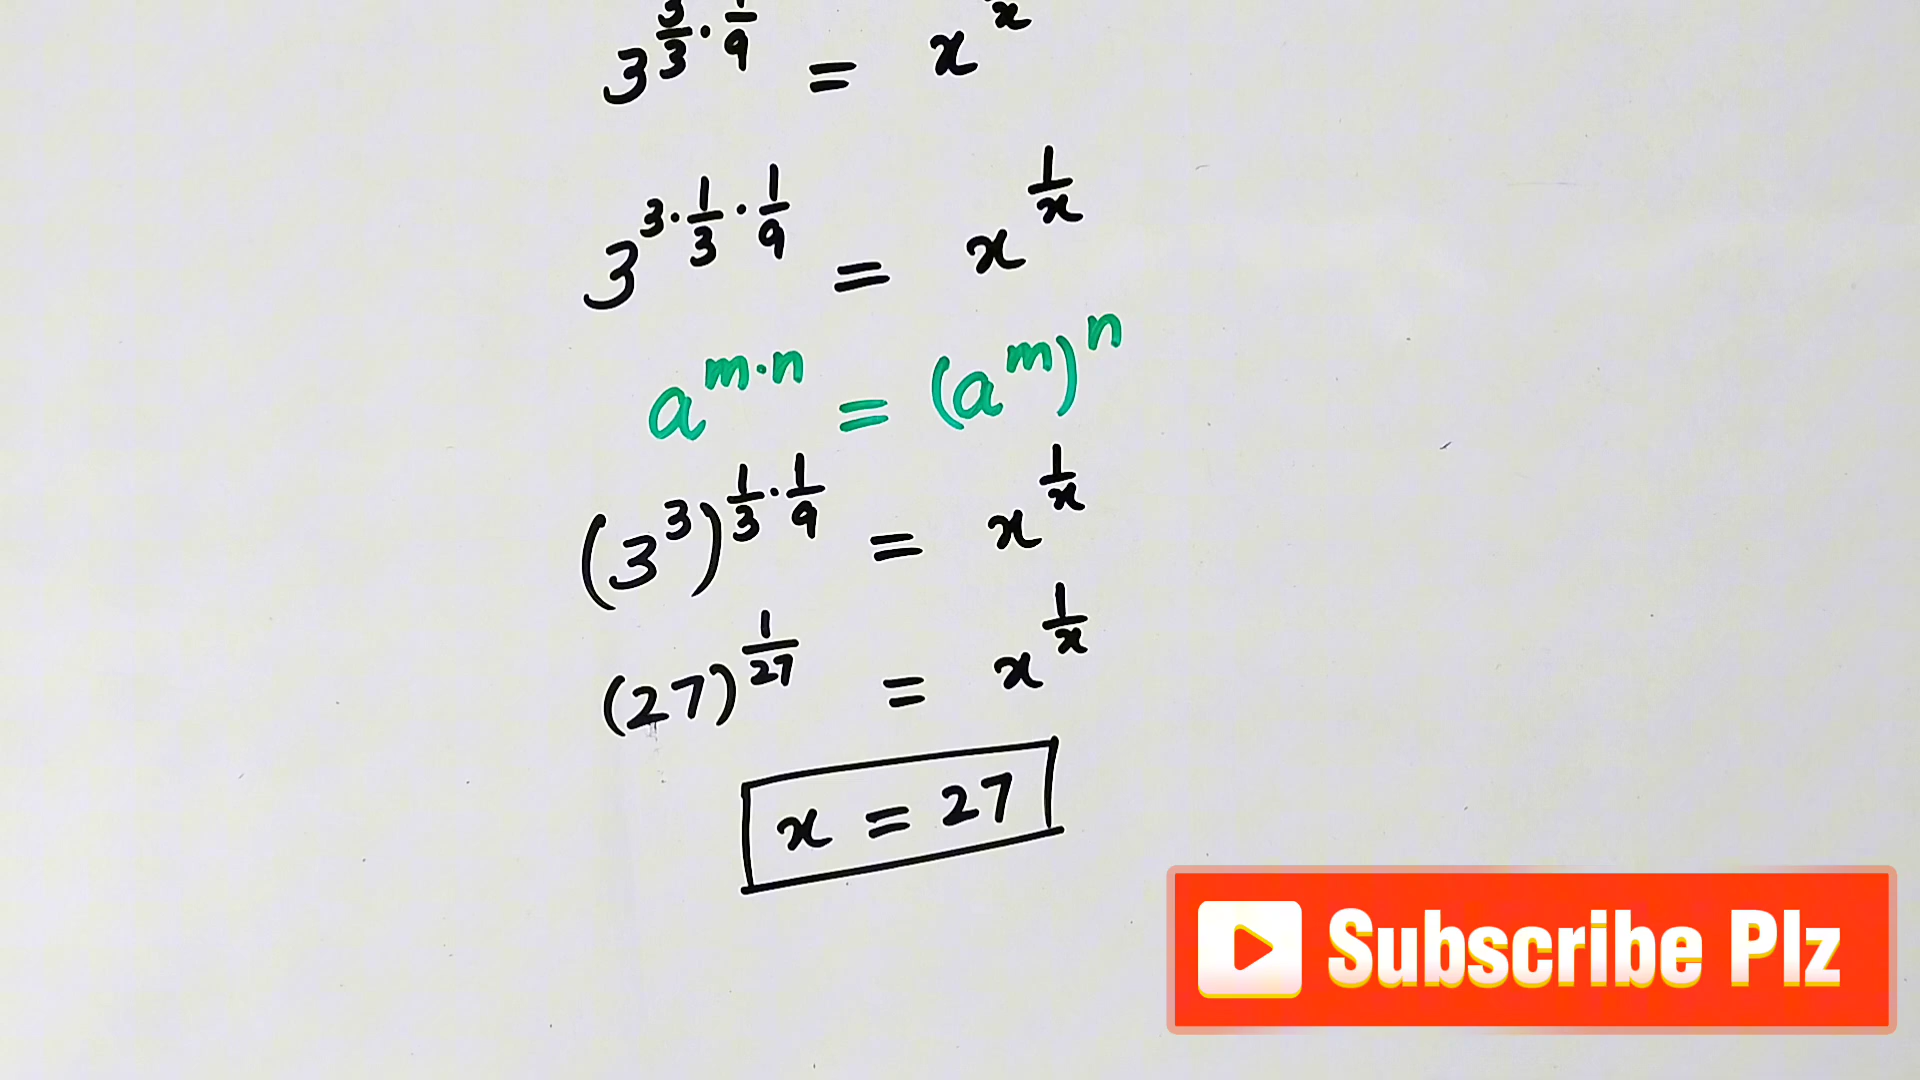 3^(3/3 · 1/9) = x^(1/x)
3^(3 · 1/3 · 1/9) = x^(1/x)
a^(m·n) = (a^m)^n
(3^3)^(1/3 · 1/9) = x^(1/x)
(27)^(1/27) = x^(1/x)
x = 27
Subscribe Plz